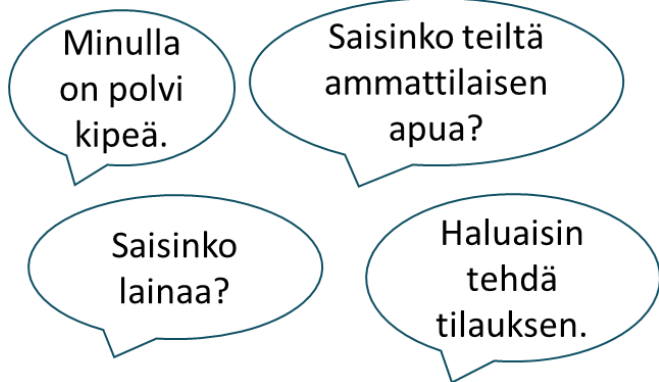 Minulla
on polvi
kipeä.
Saisinko teiltä
ammattilaisen
apua?
Saisinko
lainaa?
Haluaisin
tehdä
tilauksen.